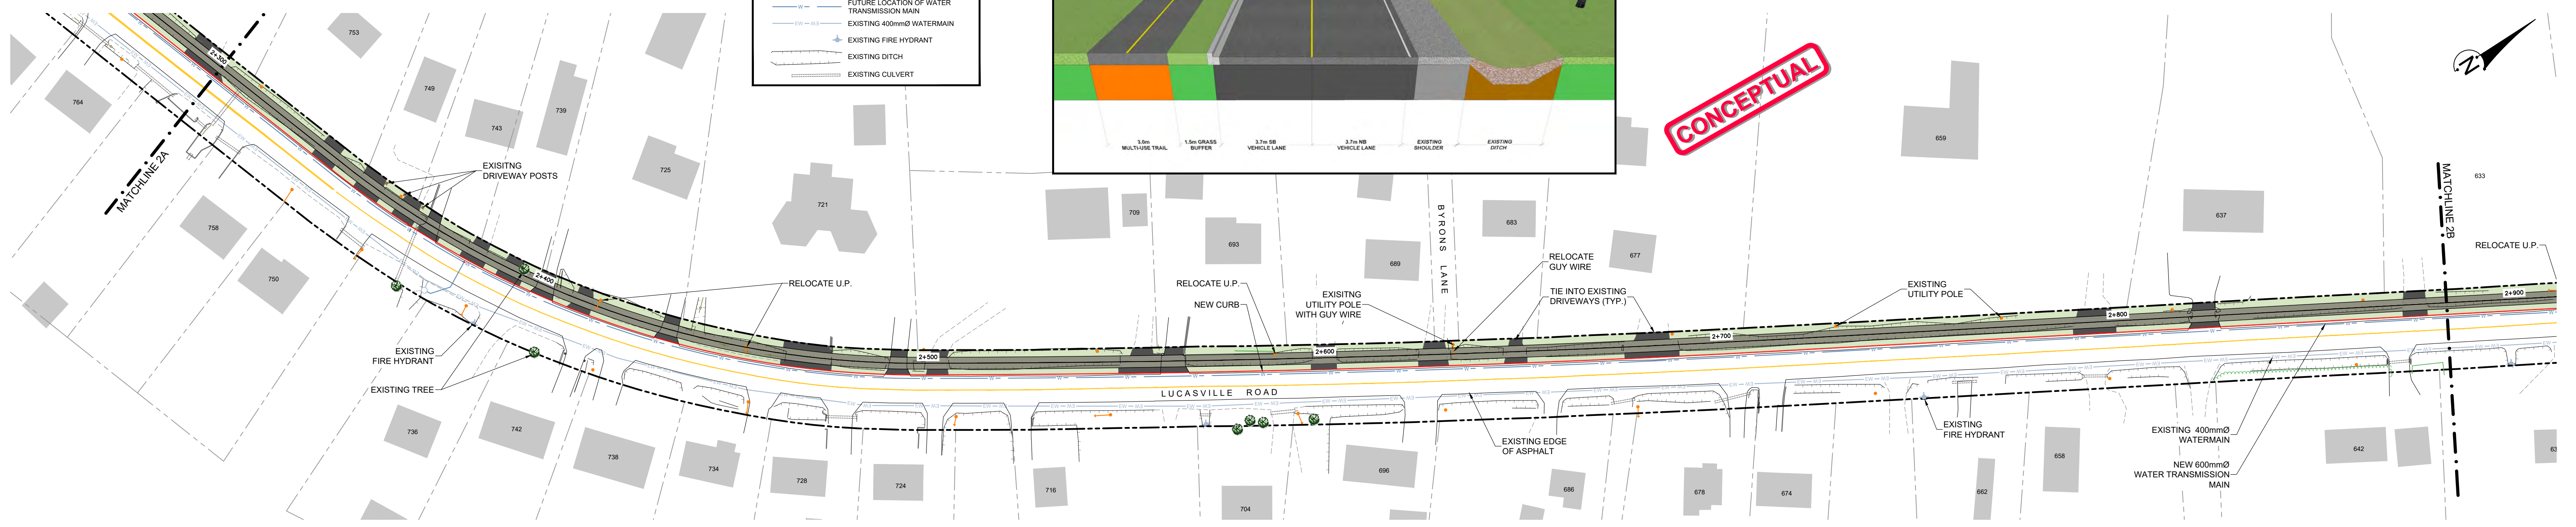 FUTURE LOCATION OF WATER
TRANSMISSION MAIN
W
EXISTING 400mmØ WATERMAIN
EXISTING FIRE HYDRANT
EXISTING DITCH
EXISTING CULVERT
3.0m
MULTI-USE TRAIL
1.5m GRASS
BUFFER
3.7m SB
VEHICLE LANE
3.7m NB
VEHICLE LANE
EXISTING
SHOULDER
EXISTING
DITCH
CONCEPTUAL
N
MATCHLINE 2A
2+300
753
764
749
743
739
725
721
758
750
EXISITNG
DRIVEWAY POSTS
2+400
RELOCATE U.P.
EXISTING
FIRE HYDRANT
EXISTING TREE
736
742
738
734
728
724
716
704
2+500
709
693
689
683
677
659
637
633
BYRONS LANE
RELOCATE U.P.
NEW CURB
EXISITNG
UTILITY POLE
WITH GUY WIRE
2+600
RELOCATE
GUY WIRE
TIE INTO EXISTING
DRIVEWAYS (TYP.)
2+700
EXISTING
UTILITY POLE
2+800
MATCHLINE 2B
RELOCATE U.P.
2+900
LUCASVILLE ROAD
EXISTING EDGE
OF ASPHALT
EXISTING
FIRE HYDRANT
EXISTING 400mmØ
WATERMAIN
NEW 600mmØ
WATER TRANSMISSION
MAIN
696
686
678
674
662
658
642